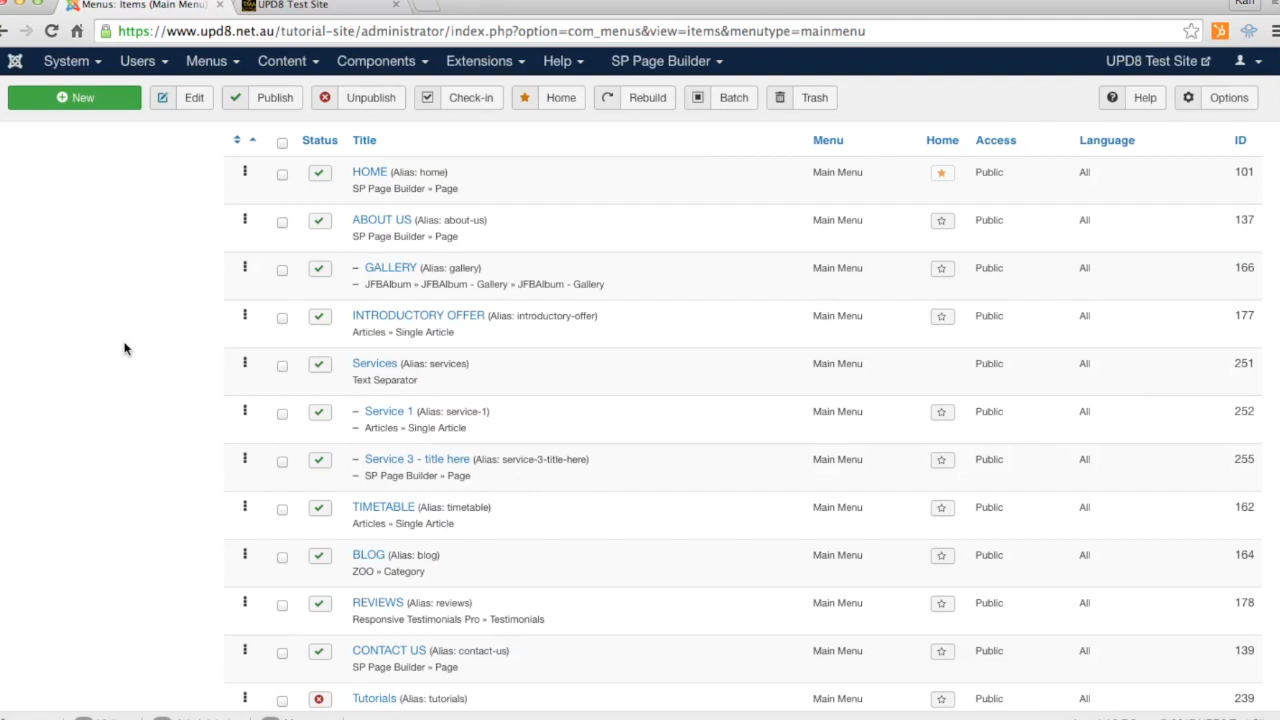 Menus: Items (Main Menu)
UPD8 Test Site
https://www.upd8.net.au/tutorial-site/administrator/index.php?option=com_menus&view=items&menutype=mainmenu
System Users Menus Content Components Extensions Help SP Page Builder UPD8 Test Site
New Edit Publish Unpublish Check-in Home Rebuild Batch Trash Help Options
Status Title Menu Home Access Language ID
HOME (Alias: home) Main Menu Public All 101
SP Page Builder » Page
ABOUT US (Alias: about-us) Main Menu Public All 137
SP Page Builder » Page
– GALLERY (Alias: gallery) Main Menu Public All 166
– JFBAlbum » JFBAlbum - Gallery » JFBAlbum - Gallery
INTRODUCTORY OFFER (Alias: introductory-offer) Main Menu Public All 177
Articles » Single Article
Services (Alias: services) Main Menu Public All 251
Text Separator
– Service 1 (Alias: service-1) Main Menu Public All 252
– Articles » Single Article
– Service 3 - title here (Alias: service-3-title-here) Main Menu Public All 255
– SP Page Builder » Page
TIMETABLE (Alias: timetable) Main Menu Public All 162
Articles » Single Article
BLOG (Alias: blog) Main Menu Public All 164
ZOO » Category
REVIEWS (Alias: reviews) Main Menu Public All 178
Responsive Testimonials Pro » Testimonials
CONTACT US (Alias: contact-us) Main Menu Public All 139
SP Page Builder » Page
Tutorials (Alias: tutorials) Main Menu Public All 239